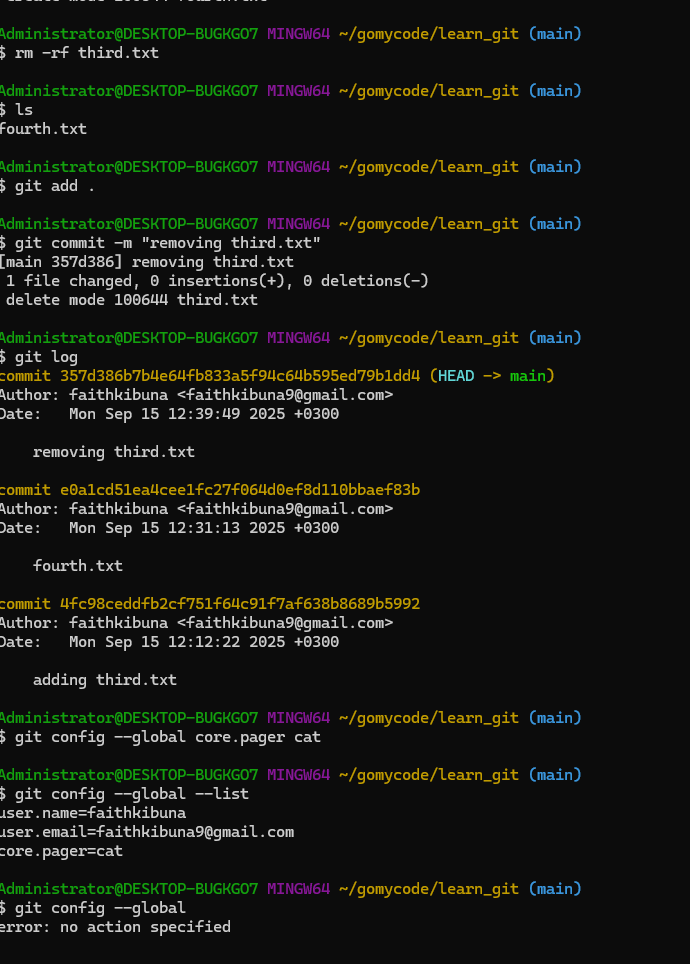 Administrator@DESKTOP-BUGKGO7 MINGW64 ~/gomycode/learn_git (main)
$ rm -rf third.txt
Administrator@DESKTOP-BUGKGO7 MINGW64 ~/gomycode/learn_git (main)
$ ls
fourth.txt
Administrator@DESKTOP-BUGKGO7 MINGW64 ~/gomycode/learn_git (main)
$ git add .
Administrator@DESKTOP-BUGKGO7 MINGW64 ~/gomycode/learn_git (main)
$ git commit -m "removing third.txt"
[main 357d386] removing third.txt
 1 file changed, 0 insertions(+), 0 deletions(-)
 delete mode 100644 third.txt
Administrator@DESKTOP-BUGKGO7 MINGW64 ~/gomycode/learn_git (main)
$ git log
commit 357d386b7b4e64fb833a5f94c64b595ed79b1dd4 (HEAD -> main)
Author: faithkibuna <faithkibuna9@gmail.com>
Date:   Mon Sep 15 12:39:49 2025 +0300
    removing third.txt
commit e0a1cd51ea4cee1fc27f064d0ef8d110bbaef83b
Author: faithkibuna <faithkibuna9@gmail.com>
Date:   Mon Sep 15 12:31:13 2025 +0300
    fourth.txt
commit 4fc98ceddfb2cf751f64c91f7af638b8689b5992
Author: faithkibuna <faithkibuna9@gmail.com>
Date:   Mon Sep 15 12:12:22 2025 +0300
    adding third.txt
Administrator@DESKTOP-BUGKGO7 MINGW64 ~/gomycode/learn_git (main)
$ git config --global core.pager cat
Administrator@DESKTOP-BUGKGO7 MINGW64 ~/gomycode/learn_git (main)
$ git config --global --list
user.name=faithkibuna
user.email=faithkibuna9@gmail.com
core.pager=cat
Administrator@DESKTOP-BUGKGO7 MINGW64 ~/gomycode/learn_git (main)
$ git config --global
error: no action specified